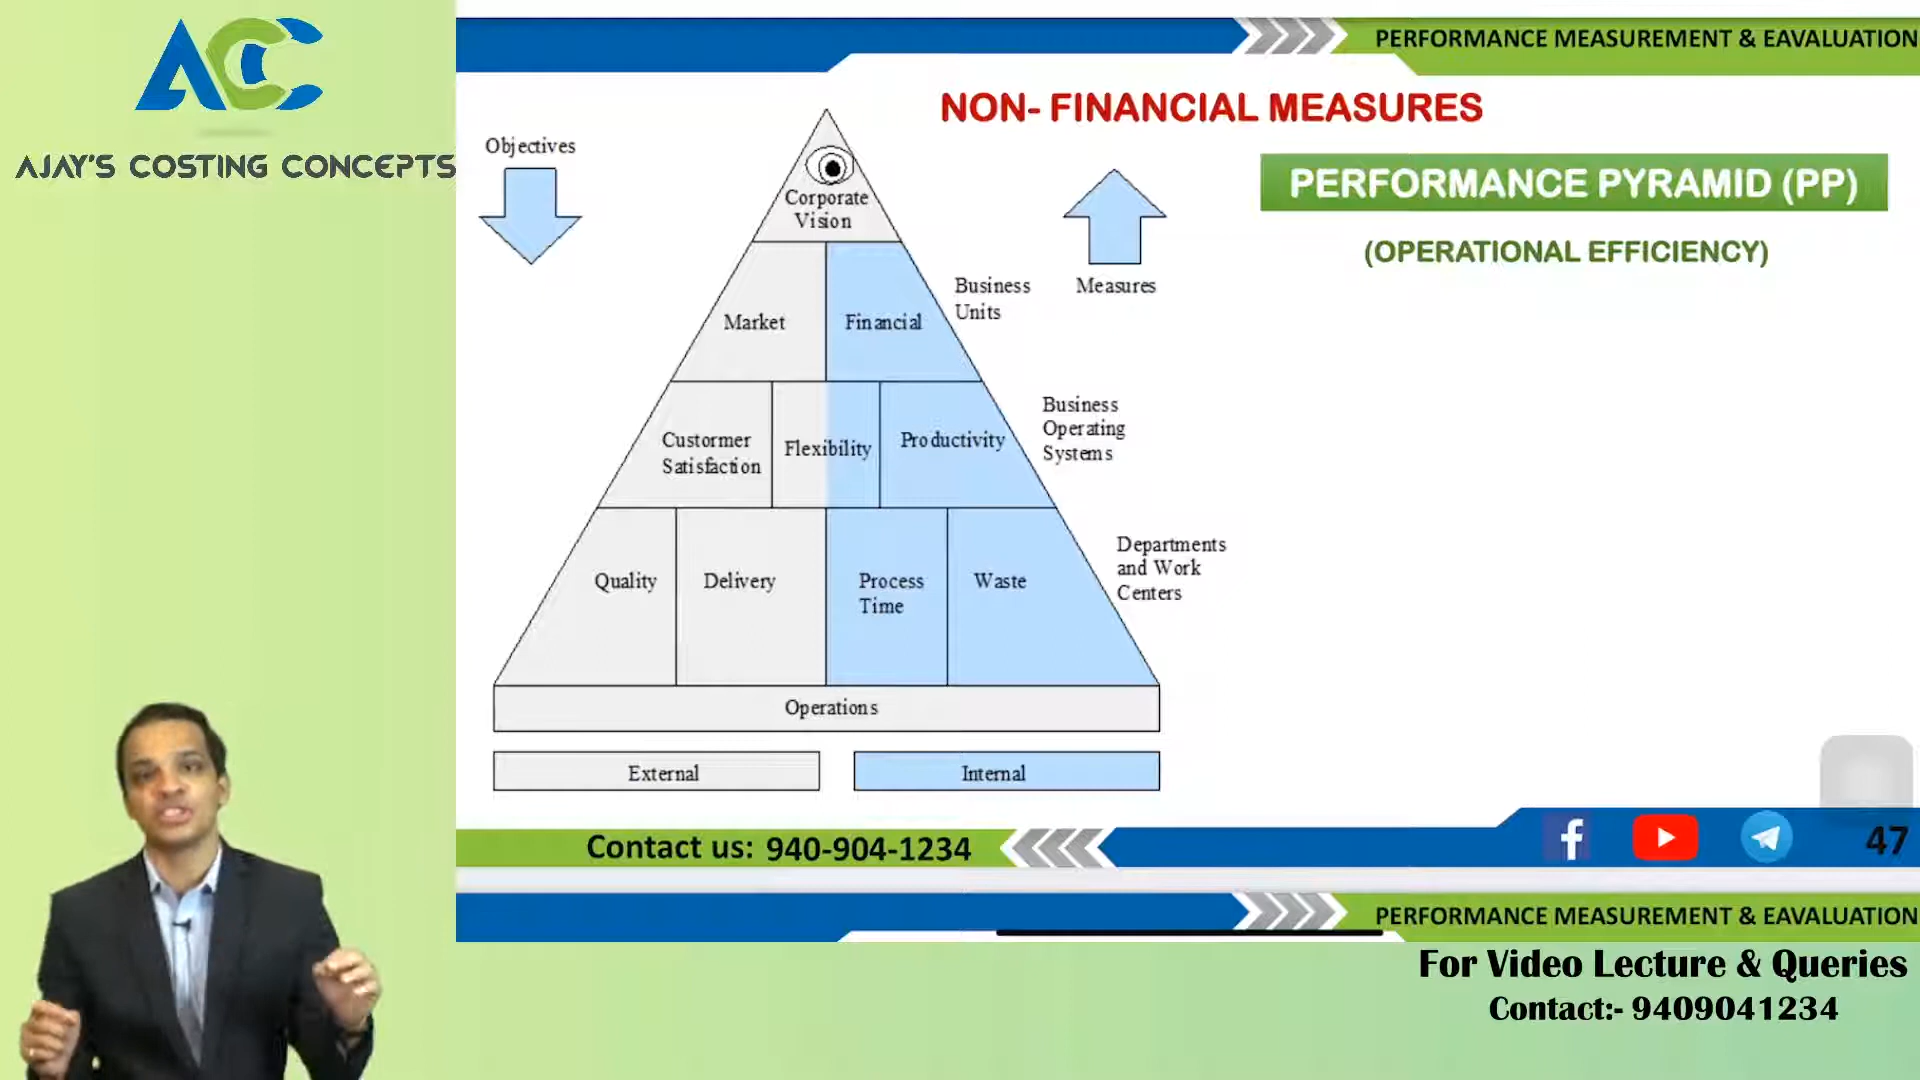 ACC
AJAY'S COSTING CONCEPTS
PERFORMANCE MEASUREMENT & EAVALUATION
NON- FINANCIAL MEASURES
PERFORMANCE PYRAMID (PP)
(OPERATIONAL EFFICIENCY)
Objectives
Measures
Corporate
Vision
Market
Financial
Business
Units
Custormer
Satisfaction
Flexibility
Productivity
Business
Operating
Systems
Quality
Delivery
Process
Time
Waste
Departments
and Work
Centers
Operations
External
Internal
Contact us: 940-904-1234
47
PERFORMANCE MEASUREMENT & EAVALUATION
For Video Lecture & Queries
Contact:- 9409041234